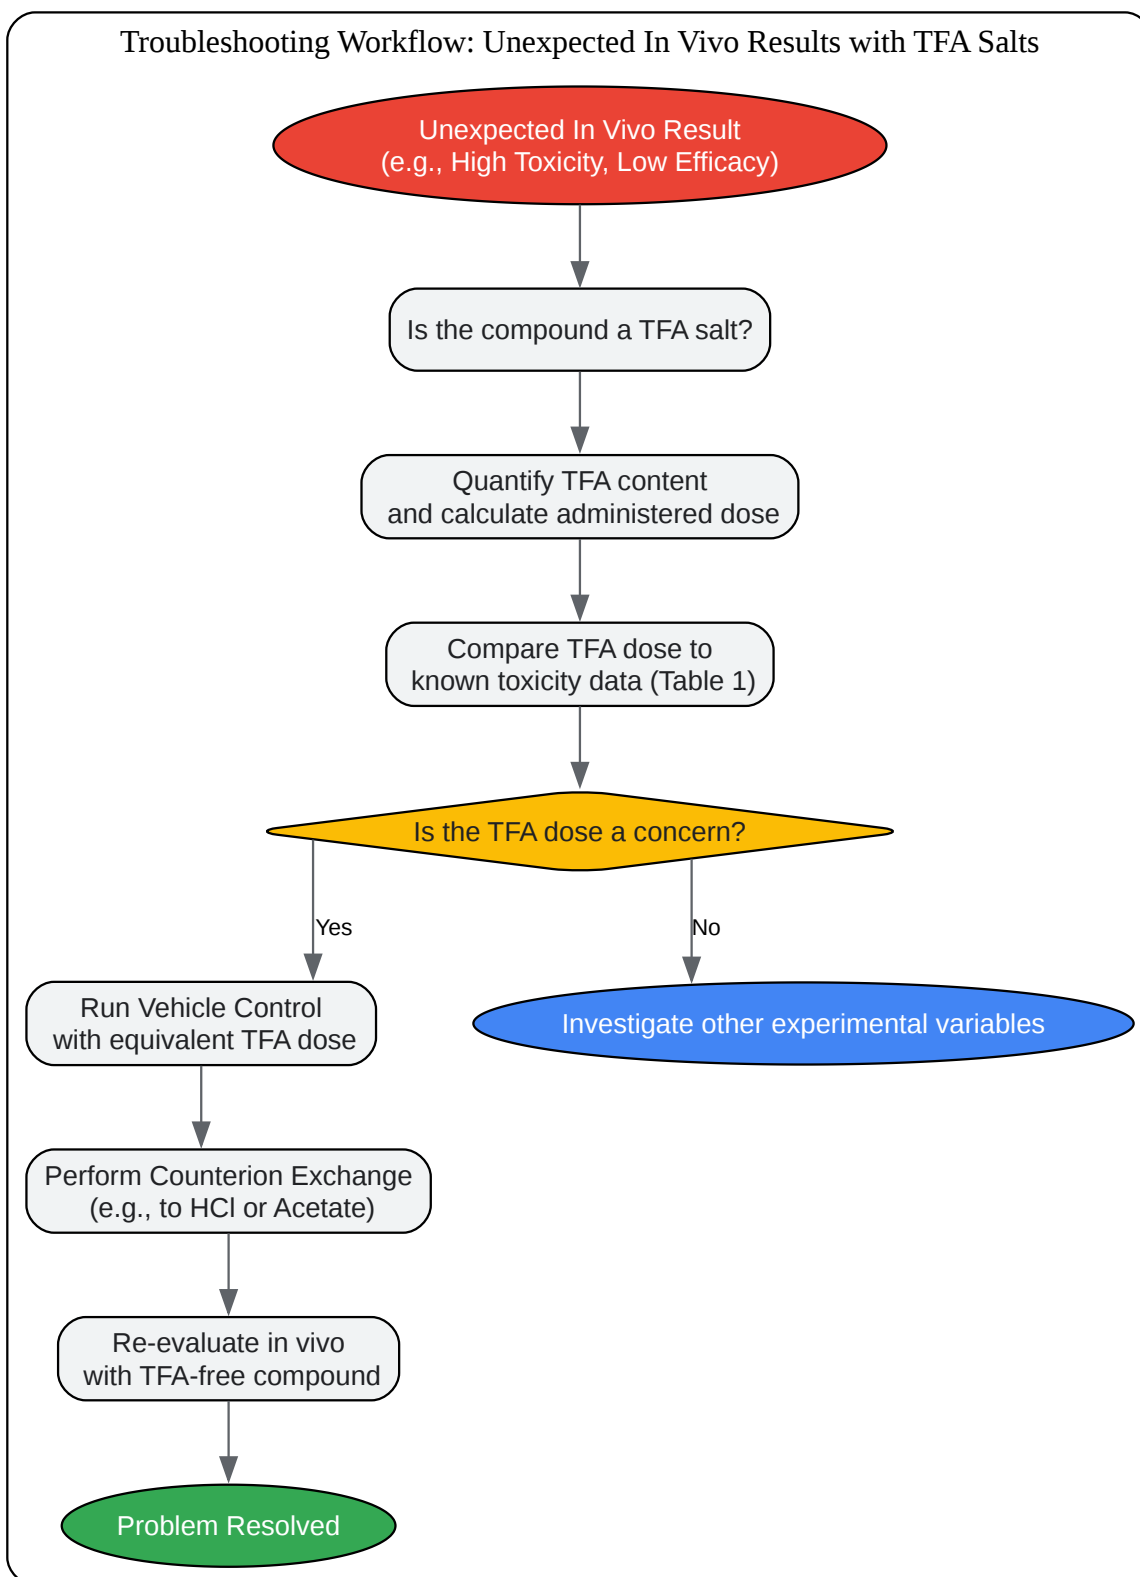 Troubleshooting Workflow: Unexpected In Vivo Results with TFA Salts
Unexpected In Vivo Result
(e.g., High Toxicity, Low Efficacy)
Is the compound a TFA salt?
Quantify TFA content
and calculate administered dose
Compare TFA dose to
known toxicity data (Table 1)
Is the TFA dose a concern?
Yes
No
Run Vehicle Control
with equivalent TFA dose
Investigate other experimental variables
Perform Counterion Exchange
(e.g., to HCl or Acetate)
Re-evaluate in vivo
with TFA-free compound
Problem Resolved